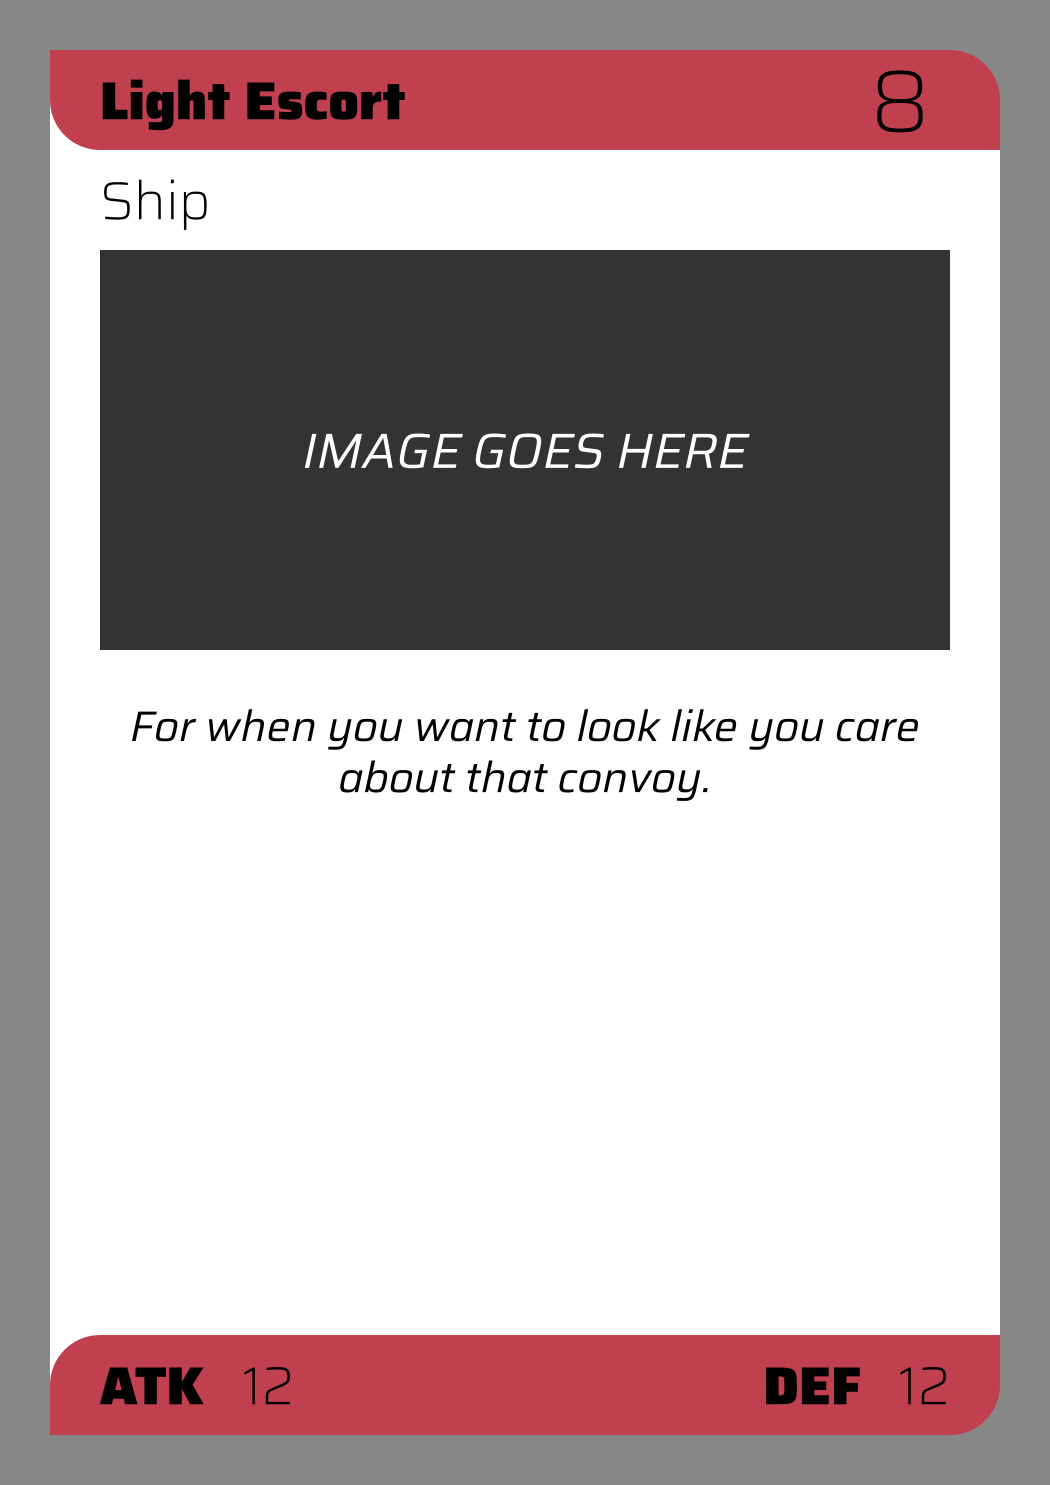 Light Escort 8
Ship
IMAGE GOES HERE
For when you want to look like you care
about that convoy.
ATK 12 DEF 12